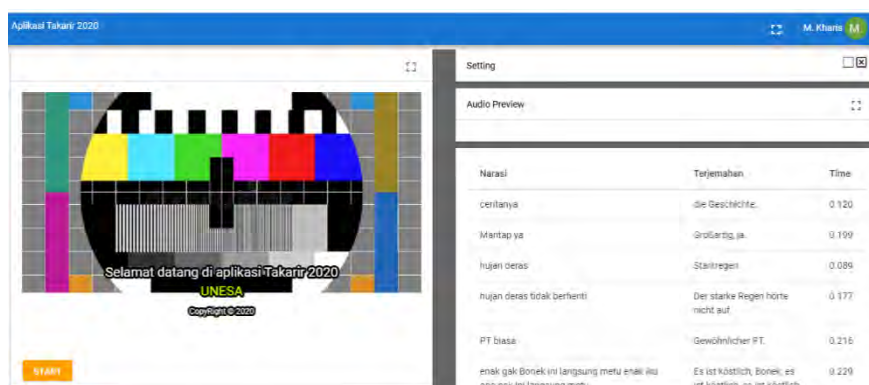 Aplikasi Takarir 2020
M. Kharis M
Setting
Audio Preview
Selamat datang di aplikasi Takarir 2020
UNESA
CopyRight © 2020
START
Narasi Terjemahan Time
ceritanya die Geschichte. 0.120
Mantap ya Großartig, ja. 0.199
hujan deras Starkregen 0.089
hujan deras tidak berhenti Der starke Regen hörte 0.177
nicht auf
PT biasa Gewöhnlicher PT. 0.216
enak gak Bonek ini langsung metu enak iku Es ist köstlich, Bonek, es 0.229